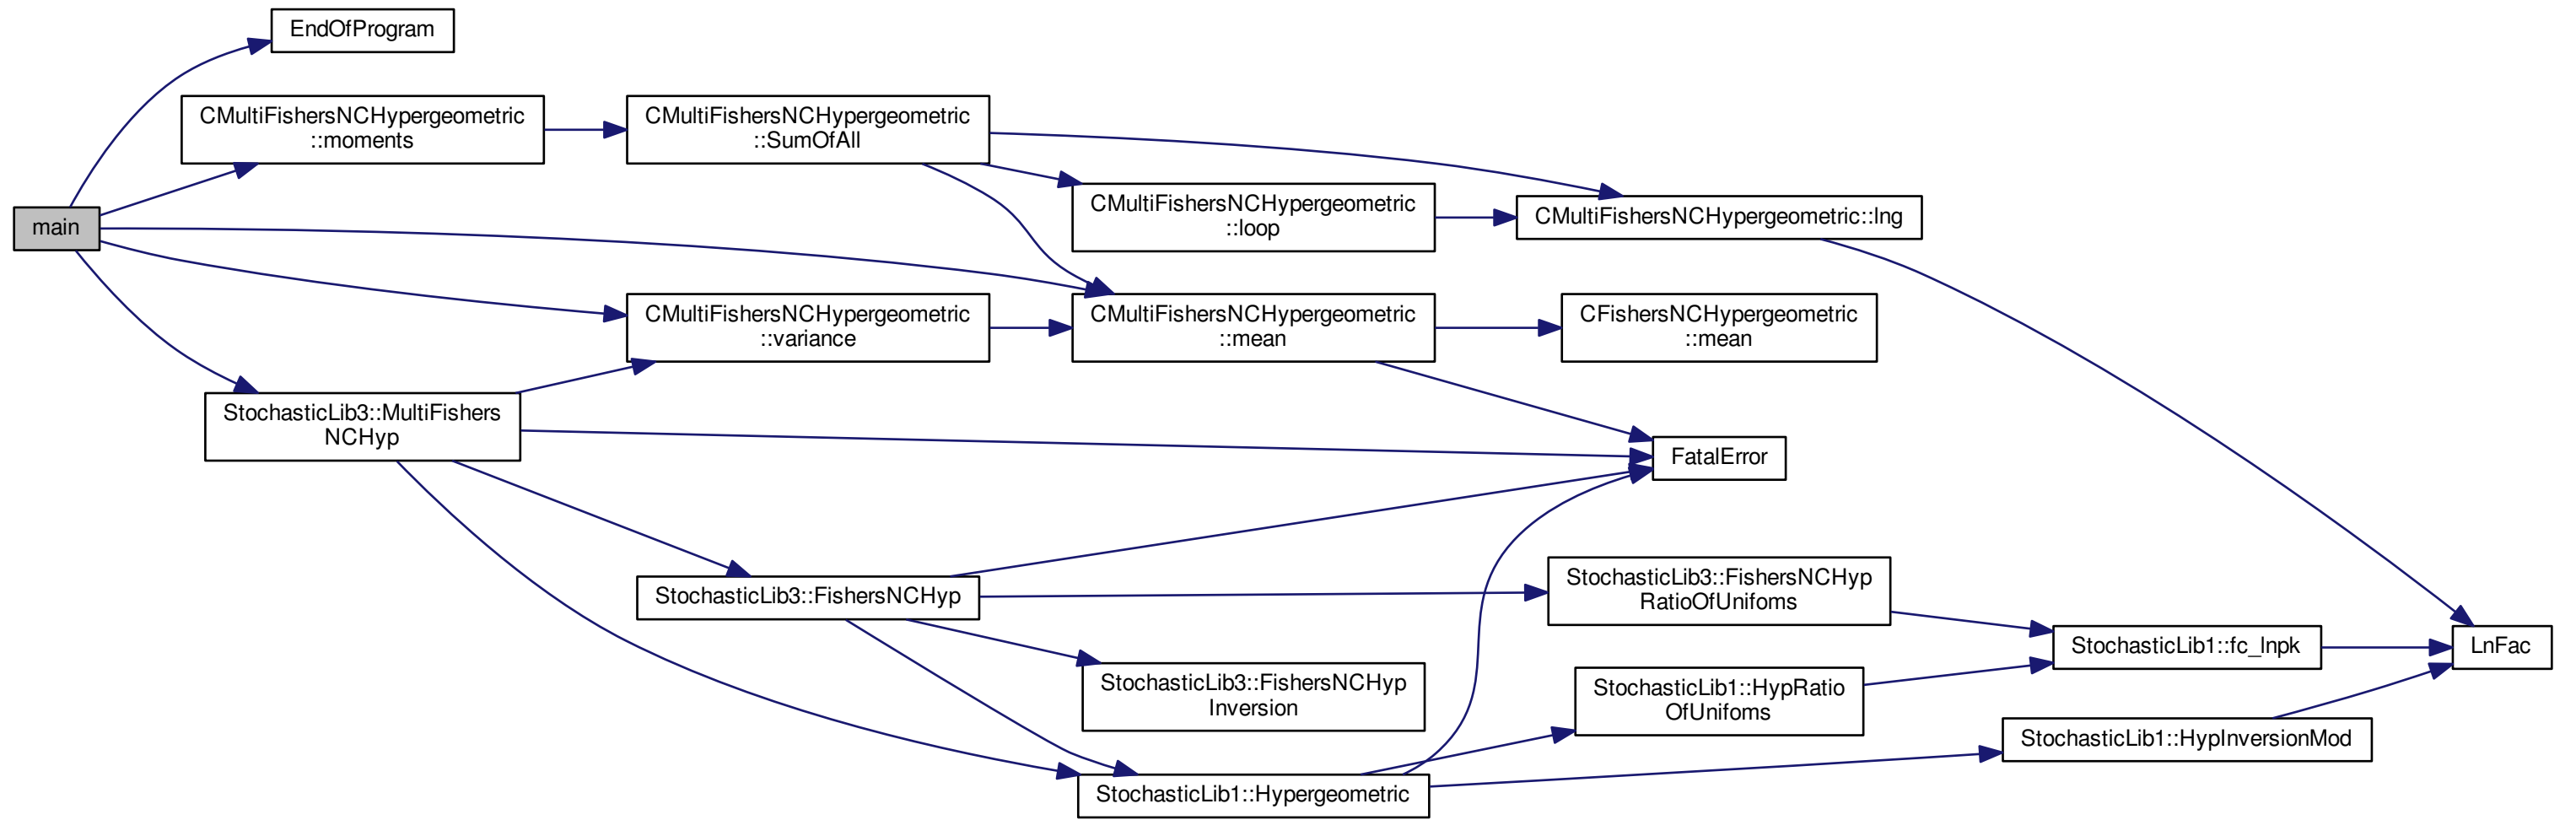 EndOfProgram
CMultiFishersNCHypergeometric
::moments
CMultiFishersNCHypergeometric
::SumOfAll
CMultiFishersNCHypergeometric
::loop
CMultiFishersNCHypergeometric::lng
main
CMultiFishersNCHypergeometric
::variance
CMultiFishersNCHypergeometric
::mean
CFishersNCHypergeometric
::mean
StochasticLib3::MultiFishers
NCHyp
FatalError
StochasticLib3::FishersNCHyp
StochasticLib3::FishersNCHyp
RatioOfUnifoms
StochasticLib1::fc_lnpk
LnFac
StochasticLib3::FishersNCHyp
Inversion
StochasticLib1::HypRatio
OfUnifoms
StochasticLib1::HypInversionMod
StochasticLib1::Hypergeometric